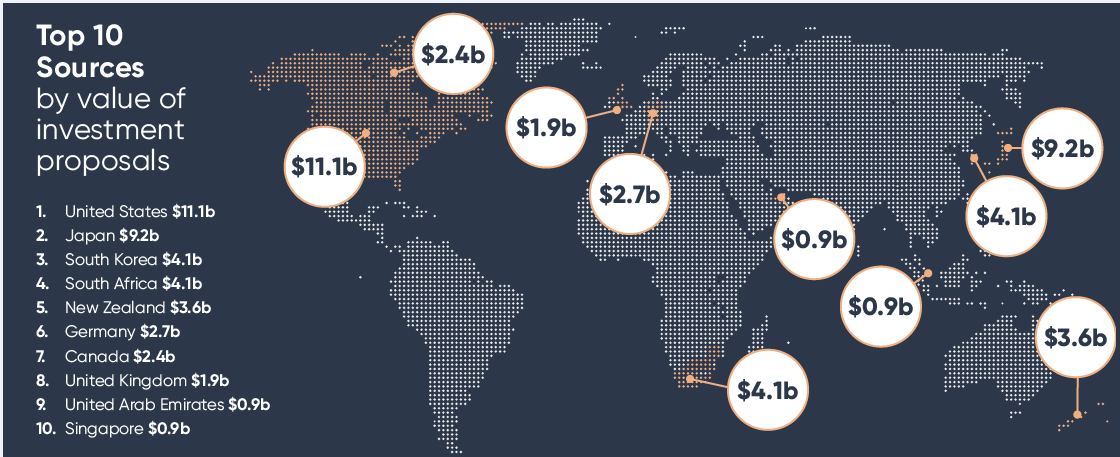 Top 10
Sources
by value of
investment
proposals
1. United States $11.1b
2. Japan $9.2b
3. South Korea $4.1b
4. South Africa $4.1b
5. New Zealand $3.6b
6. Germany $2.7b
7. Canada $2.4b
8. United Kingdom $1.9b
9. United Arab Emirates $0.9b
10. Singapore $0.9b
$2.4b
$11.1b
$1.9b
$2.7b
$0.9b
$9.2b
$4.1b
$0.9b
$3.6b
$4.1b